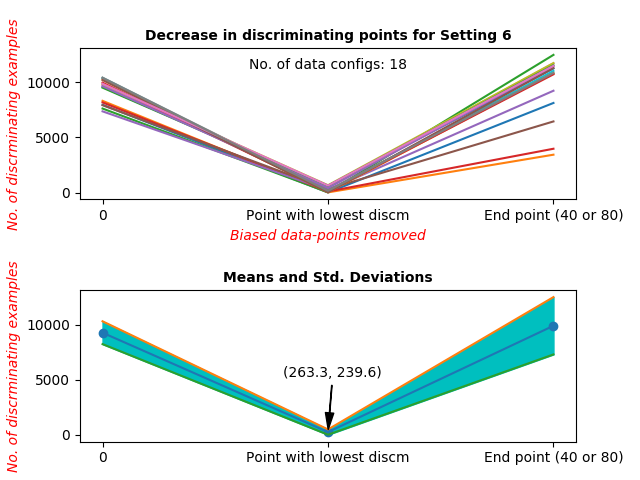 Decrease in discriminating points for Setting 6
No. of data configs: 18
No. of discrminating examples
10000
5000
0
0
Point with lowest discm
End point (40 or 80)
Biased data-points removed
Means and Std. Deviations
No. of discrminating examples
10000
5000
0
(263.3, 239.6)
0
Point with lowest discm
End point (40 or 80)